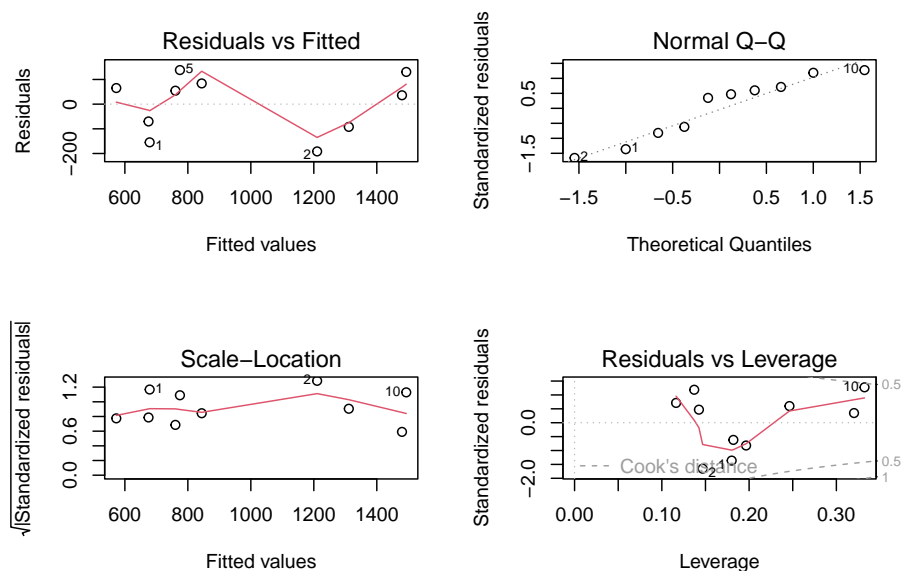 Residuals vs Fitted
Residuals
0
−200
5
1
2
600 800 1000 1200 1400
Fitted values
Normal Q−Q
Standardized residuals
0.5
−1.5
10
2
1
−1.5 −0.5 0.5 1.0 1.5
Theoretical Quantiles
Scale−Location
√|Standardized residuals|
1.2
0.6
0.0
1
2
10
600 800 1000 1200 1400
Fitted values
Residuals vs Leverage
Standardized residuals
0.0
−2.0
10
0.5
0.5
1
2
1
Cook's distance
0.00 0.10 0.20 0.30
Leverage